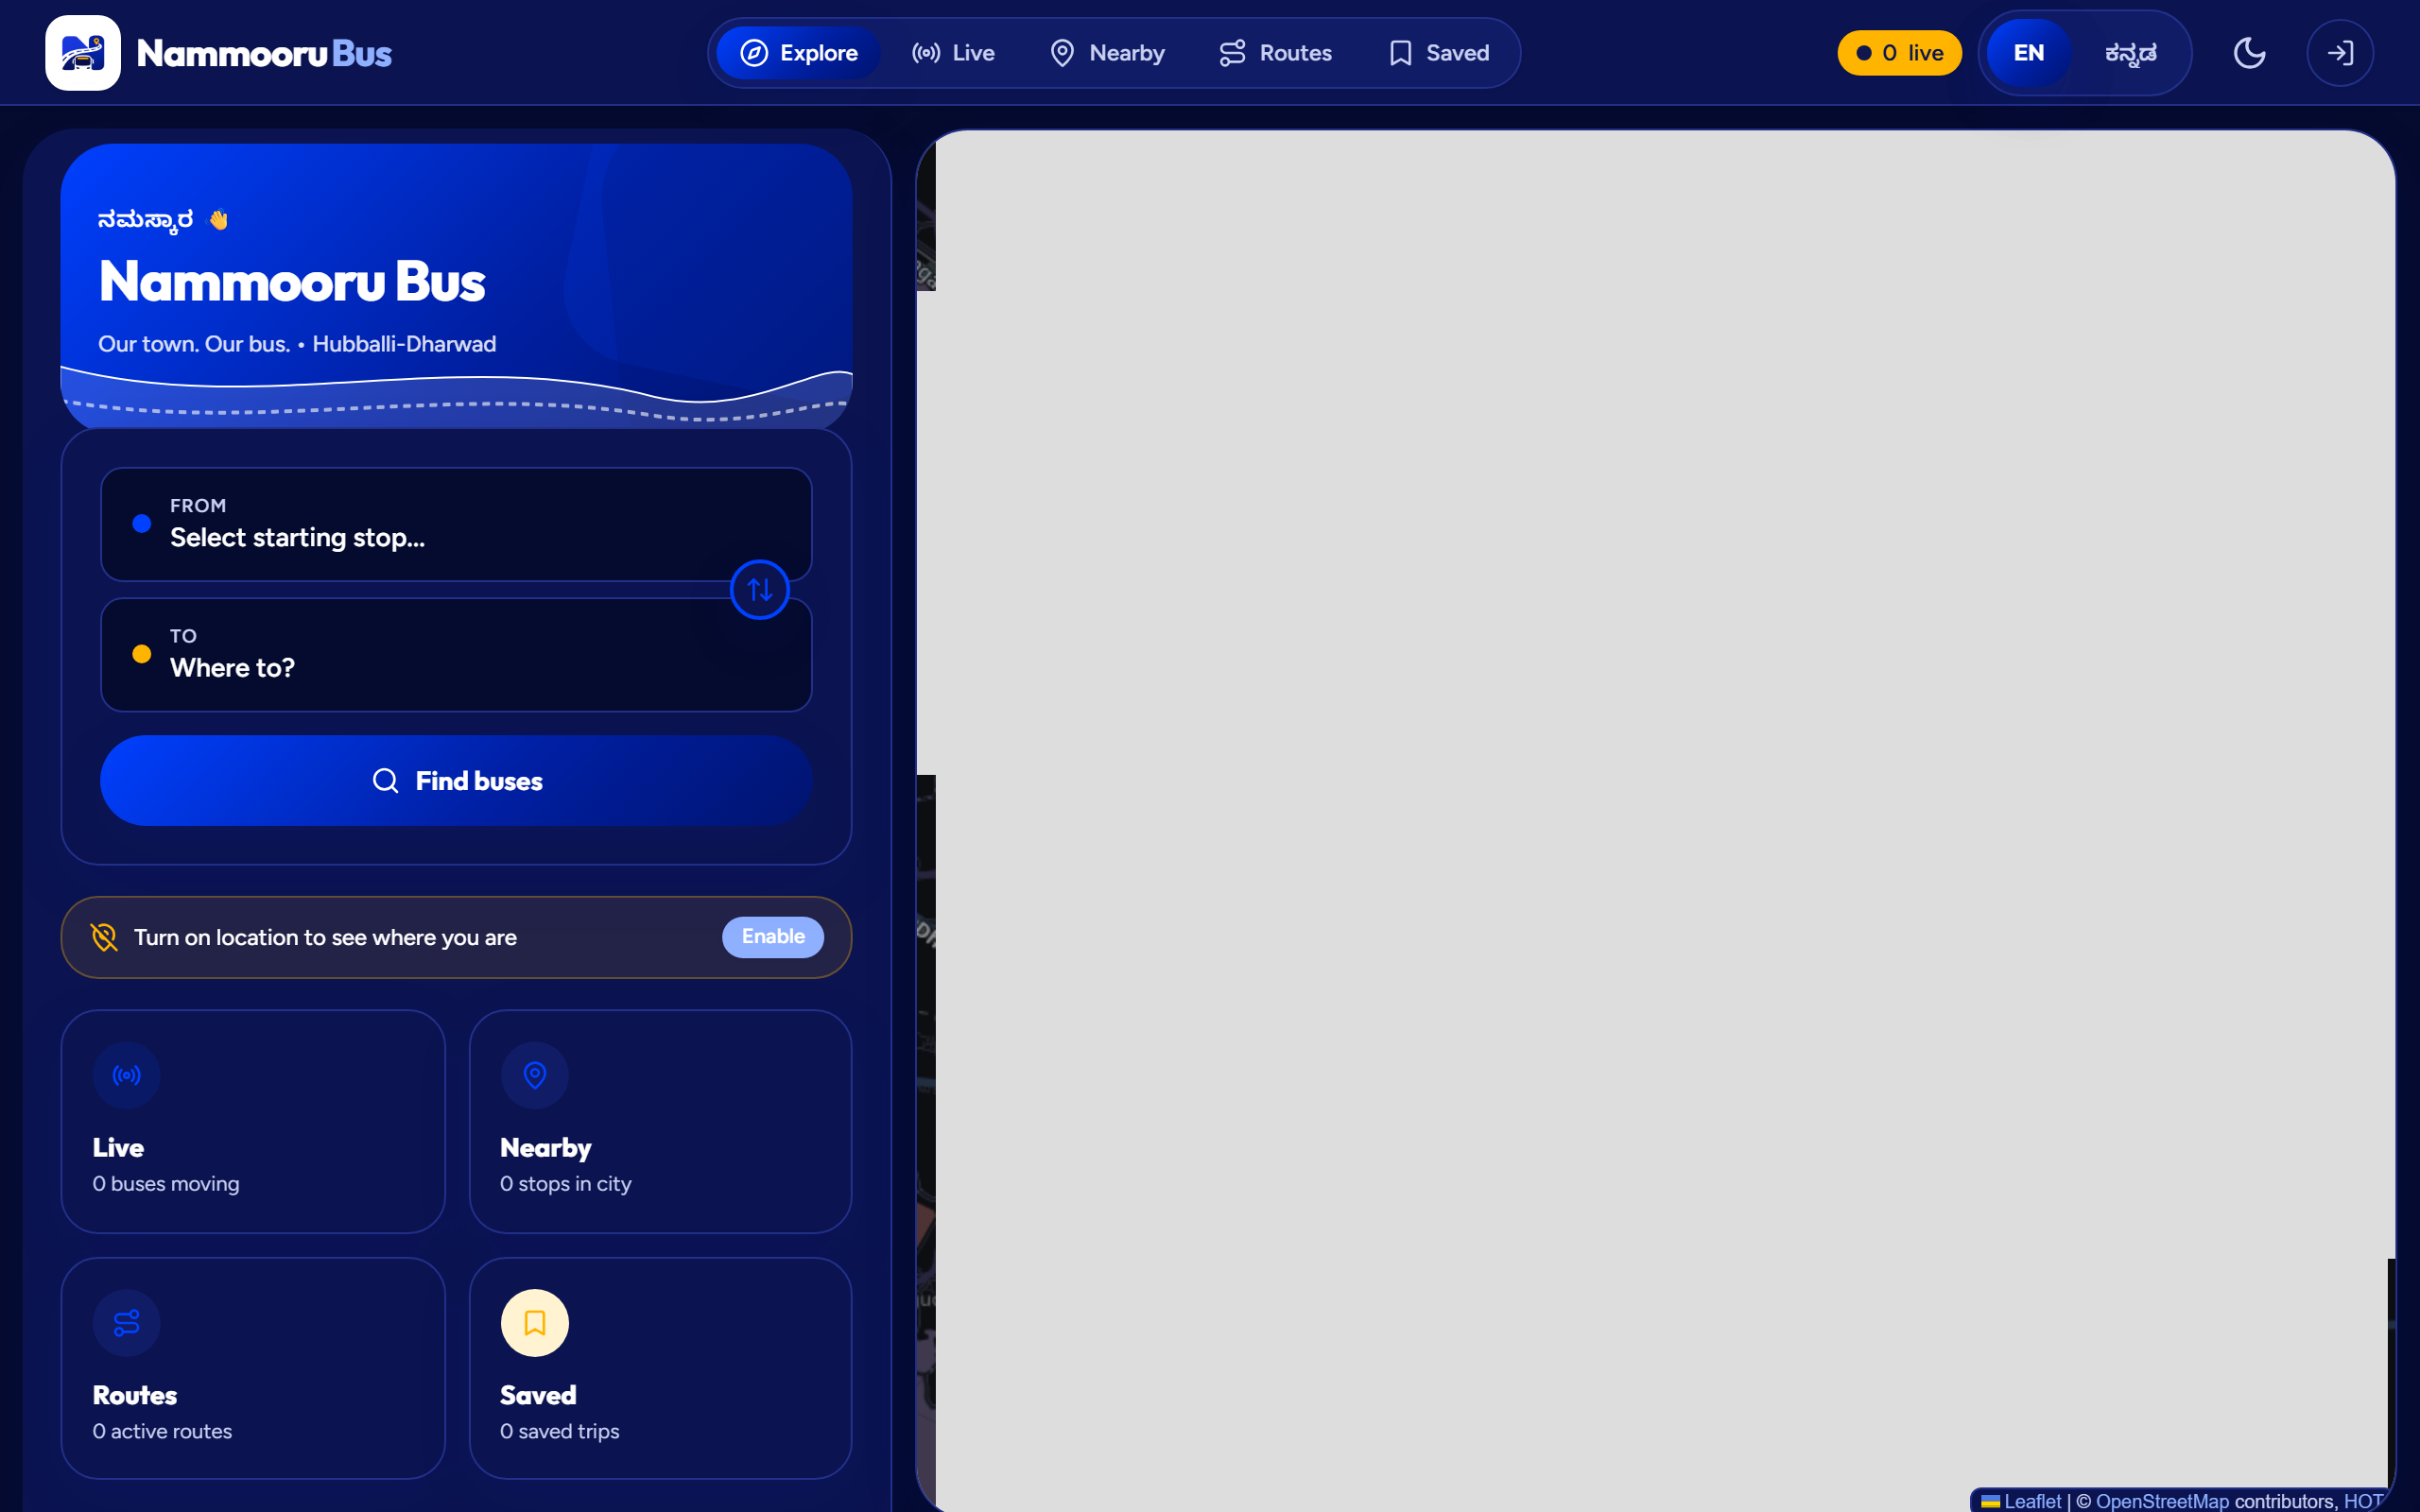 Nammooru Bus
Explore
Live
Nearby
Routes
Saved
0 live
EN
ಕನ್ನಡ
ನಮಸ್ಕಾರ 👋
Nammooru Bus
Our town. Our bus. • Hubballi-Dharwad
FROM
Select starting stop...
TO
Where to?
Find buses
Turn on location to see where you are
Enable
Live
0 buses moving
Nearby
0 stops in city
Routes
0 active routes
Saved
0 saved trips
Leaflet | © OpenStreetMap contributors, HOT